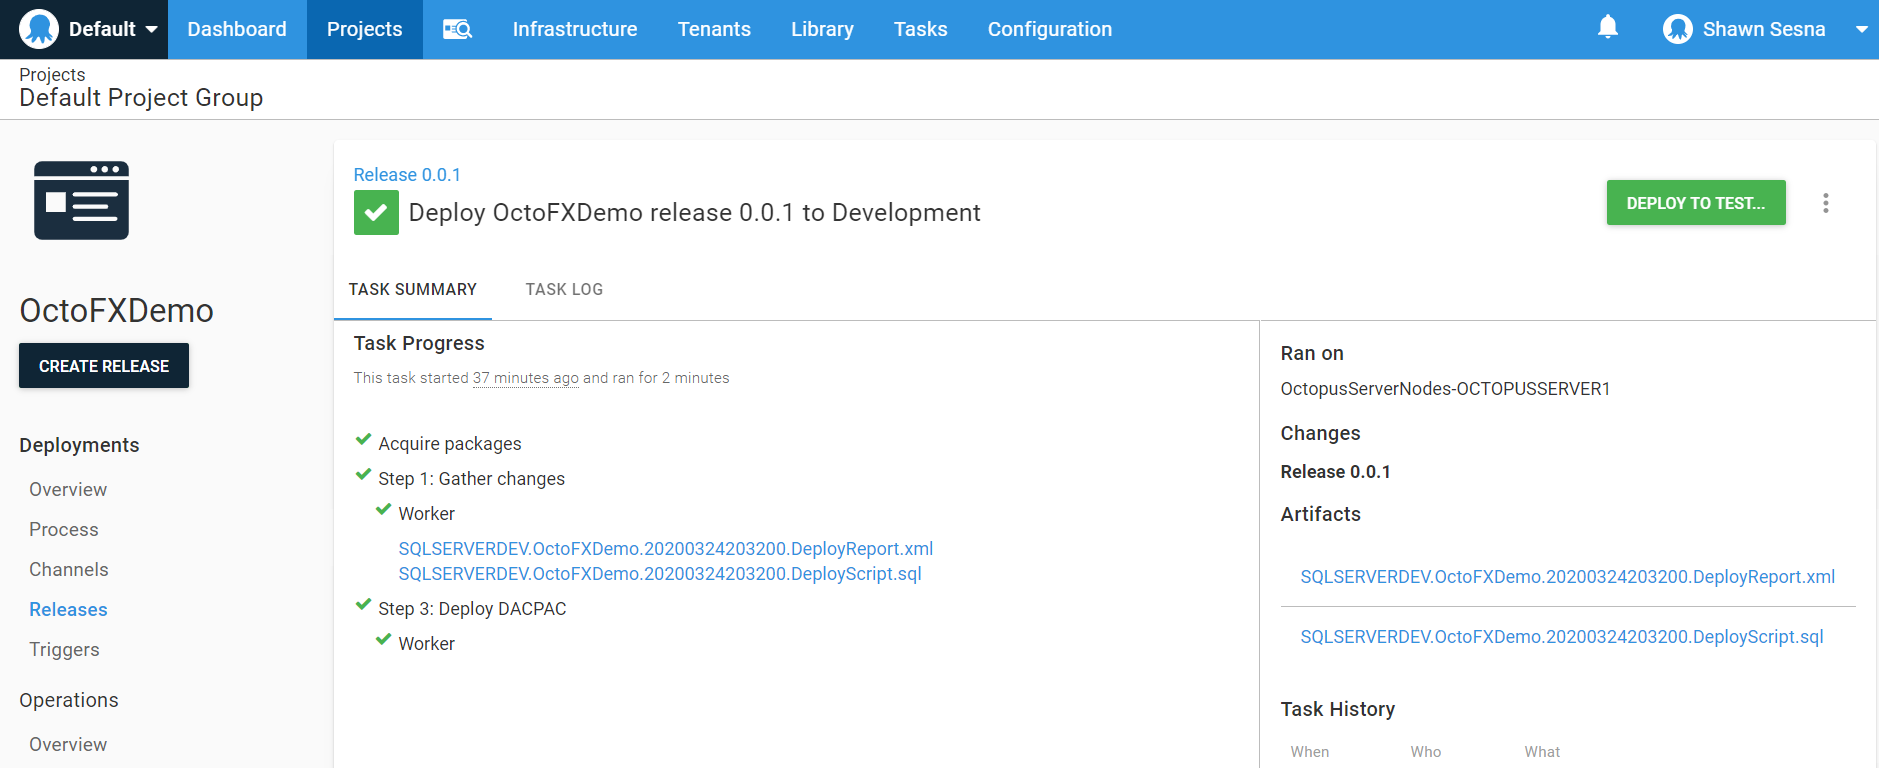 Default
Dashboard
Projects
Infrastructure
Tenants
Library
Tasks
Configuration
Shawn Sesna
Projects
Default Project Group
OctoFXDemo
CREATE RELEASE
Deployments
Overview
Process
Channels
Releases
Triggers
Operations
Overview
Release 0.0.1
Deploy OctoFXDemo release 0.0.1 to Development
DEPLOY TO TEST...
TASK SUMMARY
TASK LOG
Task Progress
This task started 37 minutes ago and ran for 2 minutes
Acquire packages
Step 1: Gather changes
Worker
SQLSERVERDEV.OctoFXDemo.20200324203200.DeployReport.xml
SQLSERVERDEV.OctoFXDemo.20200324203200.DeployScript.sql
Step 3: Deploy DACPAC
Worker
Ran on
OctopusServerNodes-OCTOPUSSERVER1
Changes
Release 0.0.1
Artifacts
SQLSERVERDEV.OctoFXDemo.20200324203200.DeployReport.xml
SQLSERVERDEV.OctoFXDemo.20200324203200.DeployScript.sql
Task History
When Who What